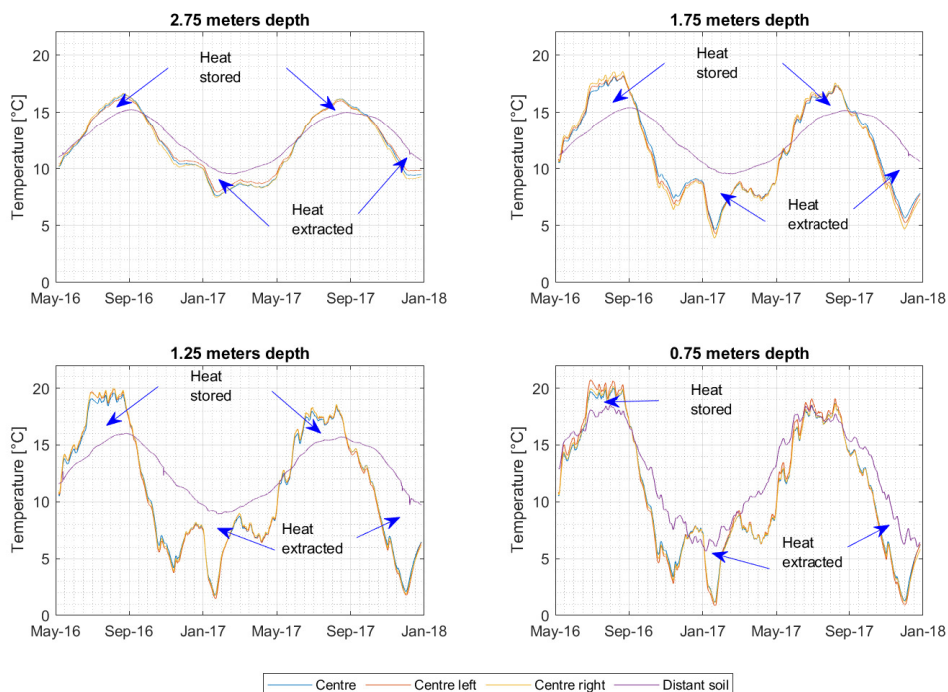 2.75 meters depth
20
15
10
5
0
Temperature [°C]
Heat
stored
Heat
extracted
May-16 Sep-16 Jan-17 May-17 Sep-17 Jan-18
1.75 meters depth
20
15
10
5
0
Temperature [°C]
Heat
stored
Heat
extracted
May-16 Sep-16 Jan-17 May-17 Sep-17 Jan-18
1.25 meters depth
20
15
10
5
0
Temperature [°C]
Heat
stored
Heat
extracted
May-16 Sep-16 Jan-17 May-17 Sep-17 Jan-18
0.75 meters depth
20
15
10
5
0
Temperature [°C]
Heat
stored
Heat
extracted
May-16 Sep-16 Jan-17 May-17 Sep-17 Jan-18
Centre Centre left Centre right Distant soil